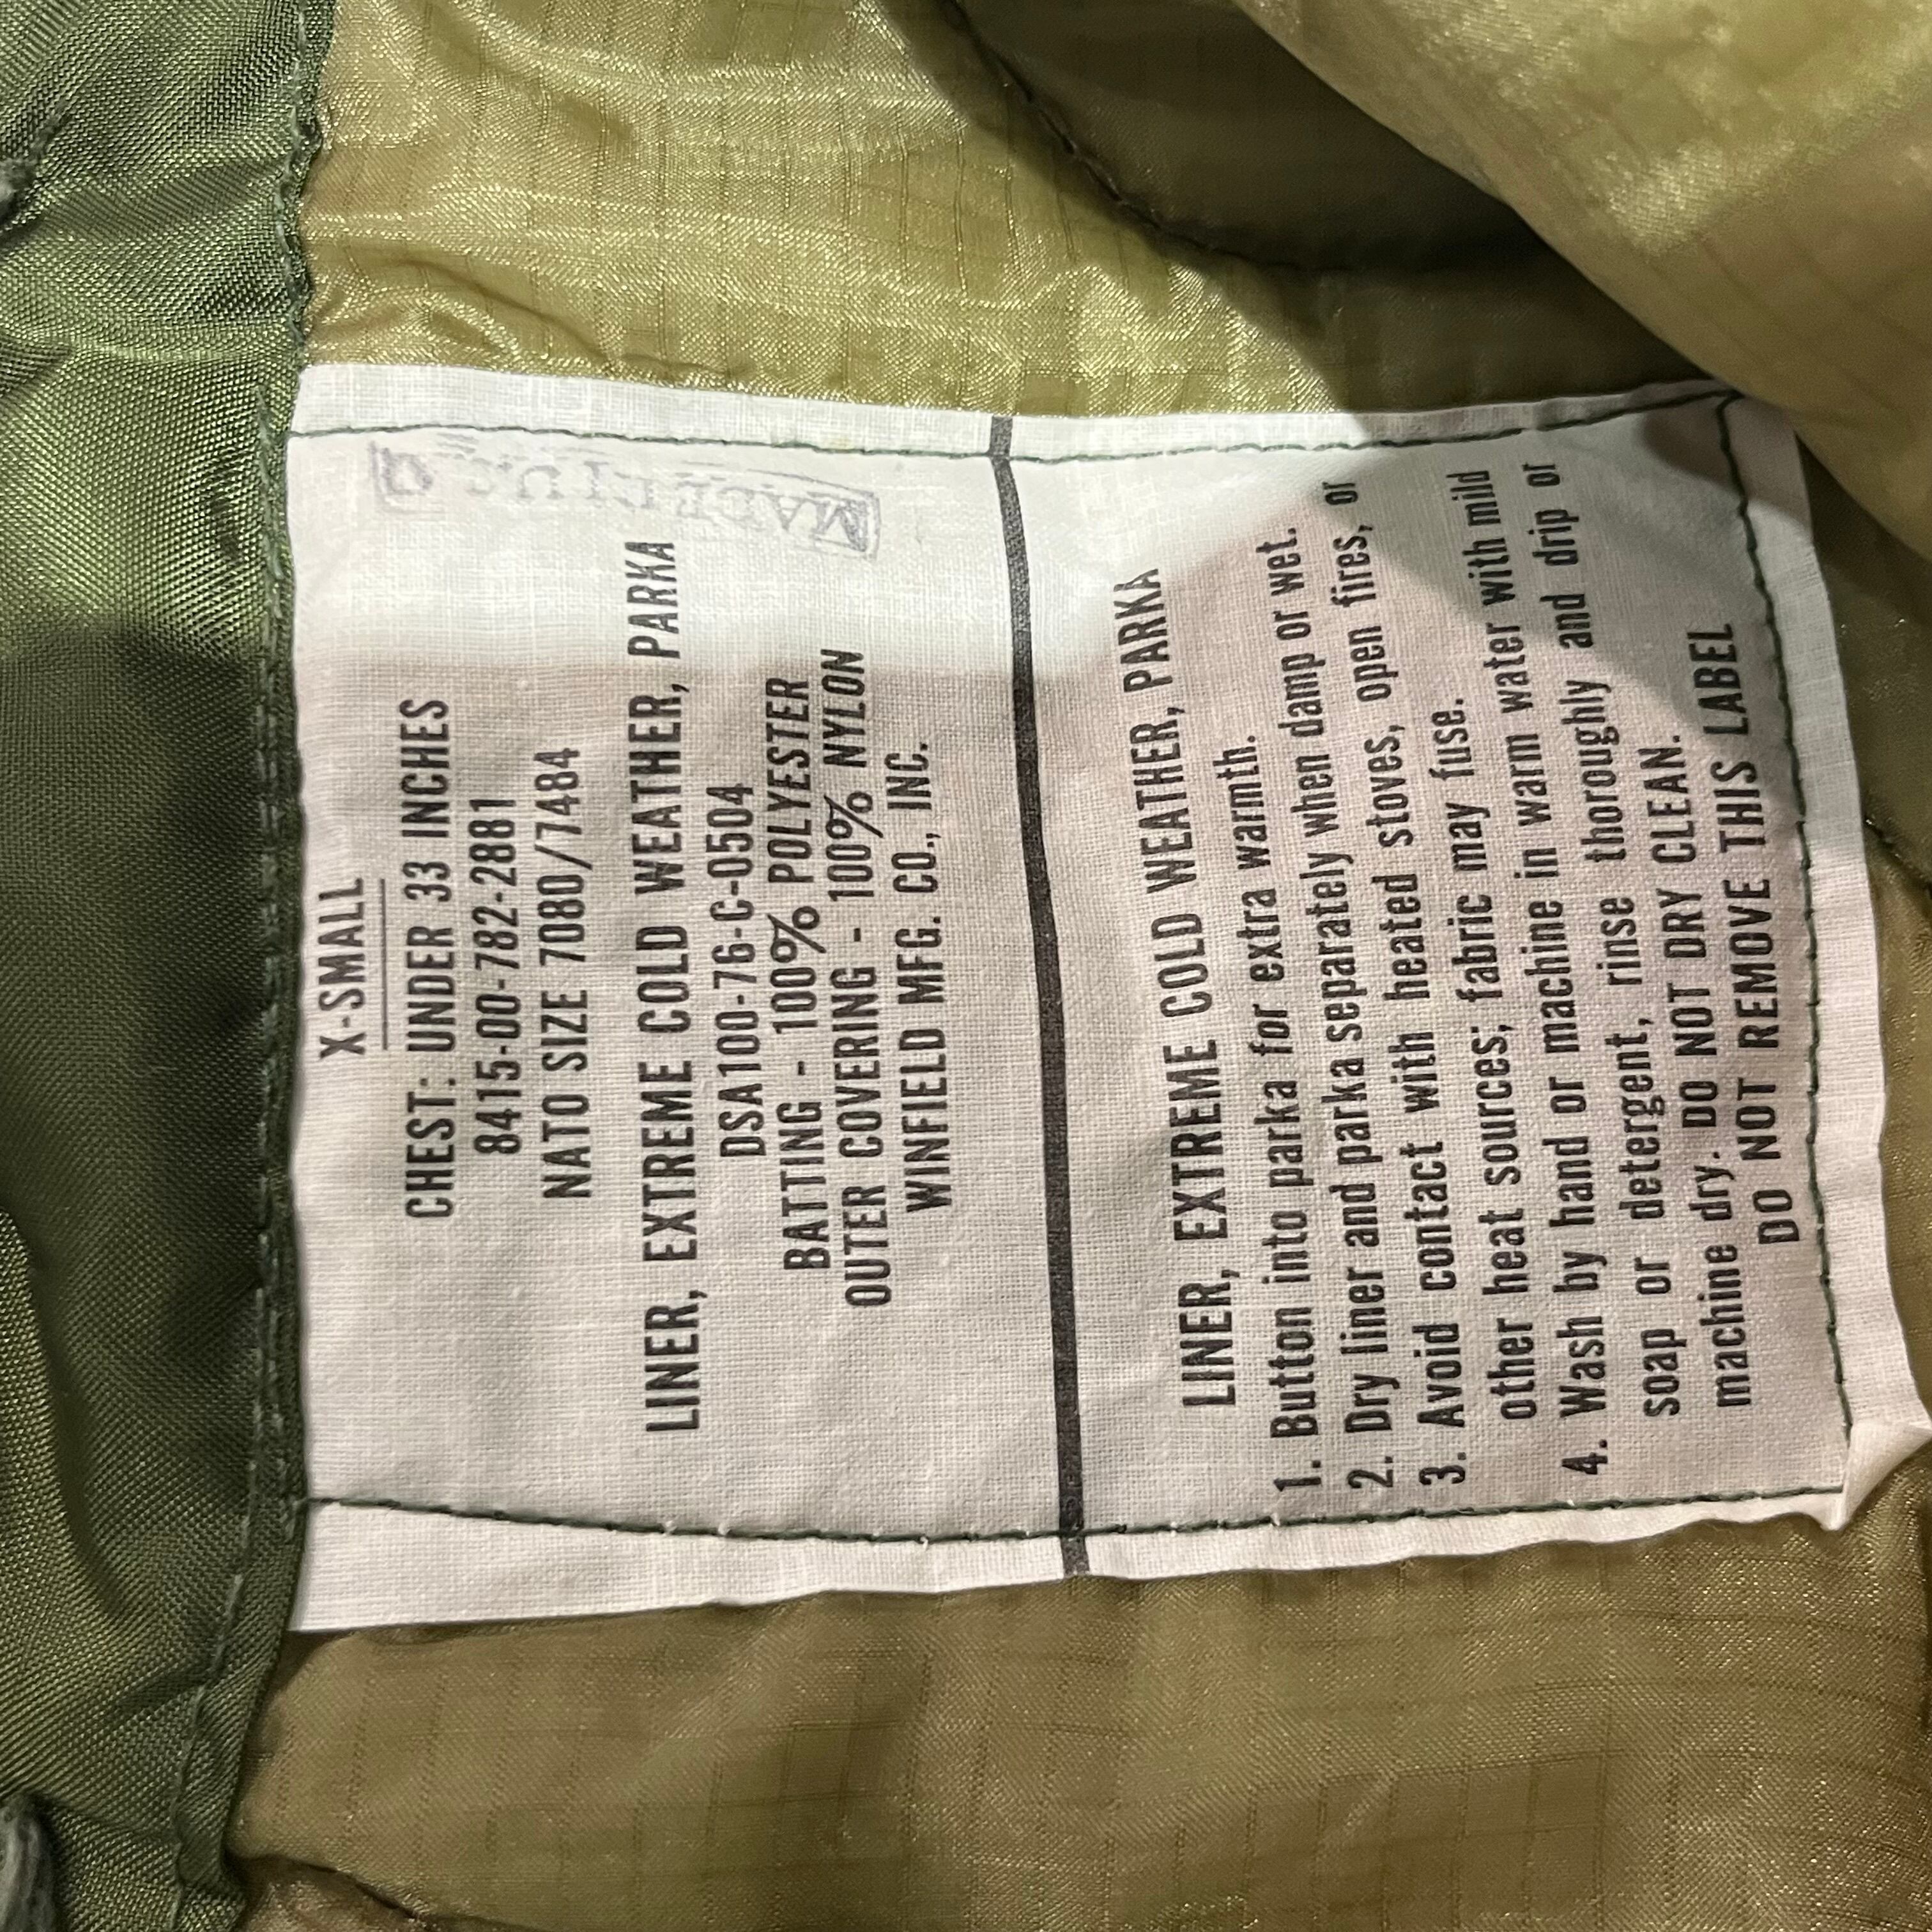 X-SMALL
CHEST: UNDER 33 INCHES
8415-00-782-2881
NATO SIZE 7080/7484
LINER, EXTREME COLD WEATHER, PARKA
DSA100-76-C-0504
BATTING - 100% POLYESTER
OUTER COVERING - 100% NYLON
WINFIELD MFG. CO., INC.
LINER, EXTREME COLD WEATHER, PARKA
1. Button into parka for extra warmth.
2. Dry liner and parka separately when damp or wet.
3. Avoid contact with heated stoves, open fires, or
other heat sources; fabric may fuse.
4. Wash by hand or machine in warm water with mild
soap or detergent, rinse thoroughly and drip or
machine dry. DO NOT DRY CLEAN.
DO NOT REMOVE THIS LABEL